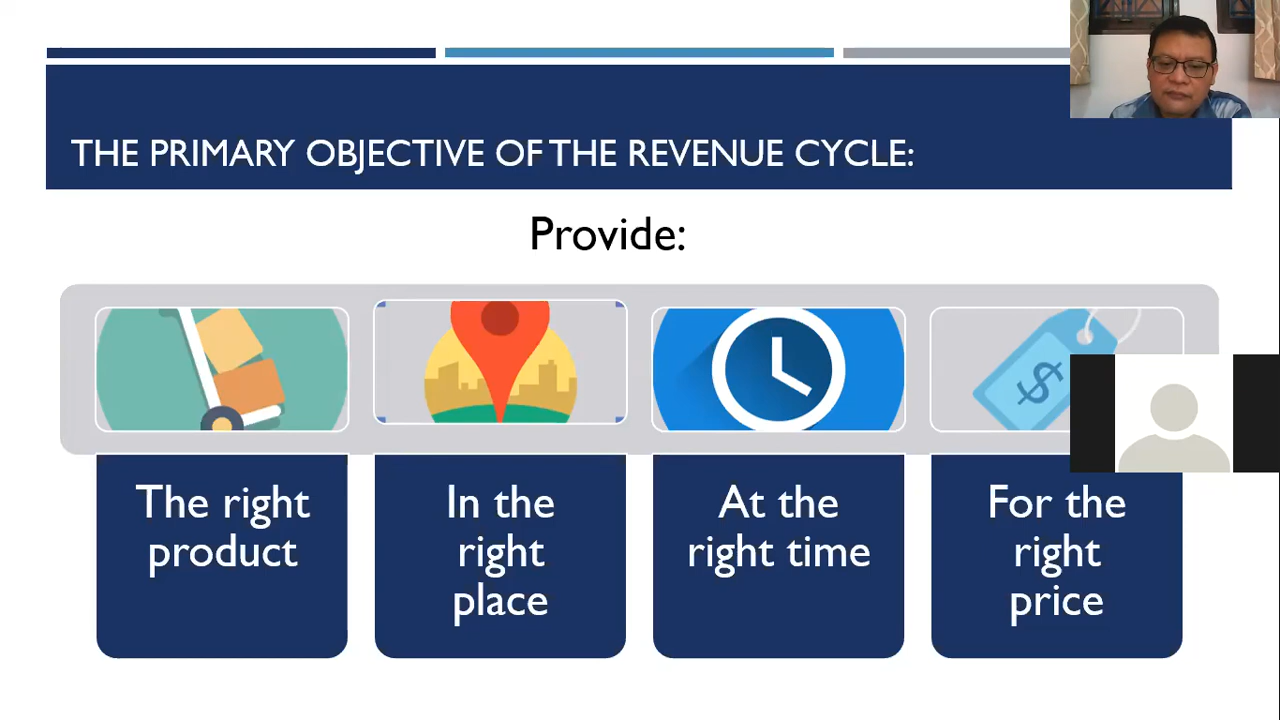 THE PRIMARY OBJECTIVE OF THE REVENUE CYCLE:
Provide:
The right
product
In the
right
place
At the
right time
For the
right
price
$